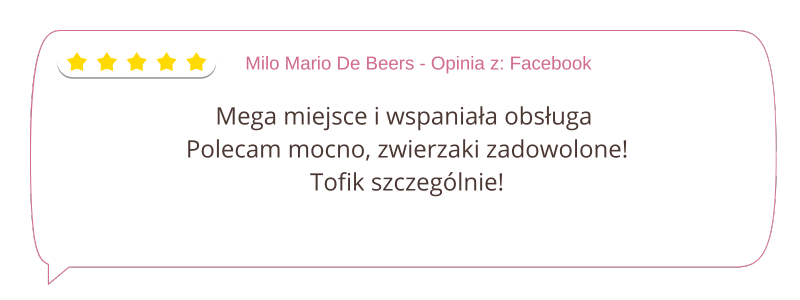 Milo Mario De Beers - Opinia z: Facebook
Mega miejsce i wspaniała obsługa
Polecam mocno, zwierzaki zadowolone!
Tofik szczególnie!